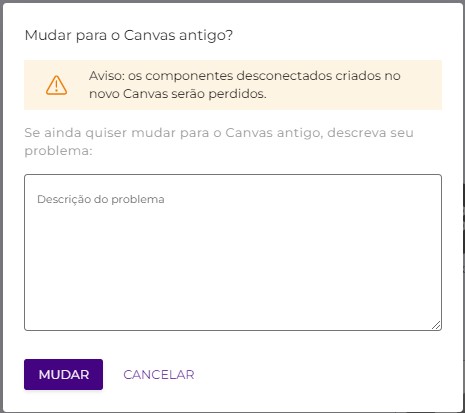 Mudar para o Canvas antigo?
Aviso: os componentes desconectados criados no
novo Canvas serão perdidos.
Se ainda quiser mudar para o Canvas antigo, descreva seu
problema:
Descrição do problema
MUDAR
CANCELAR